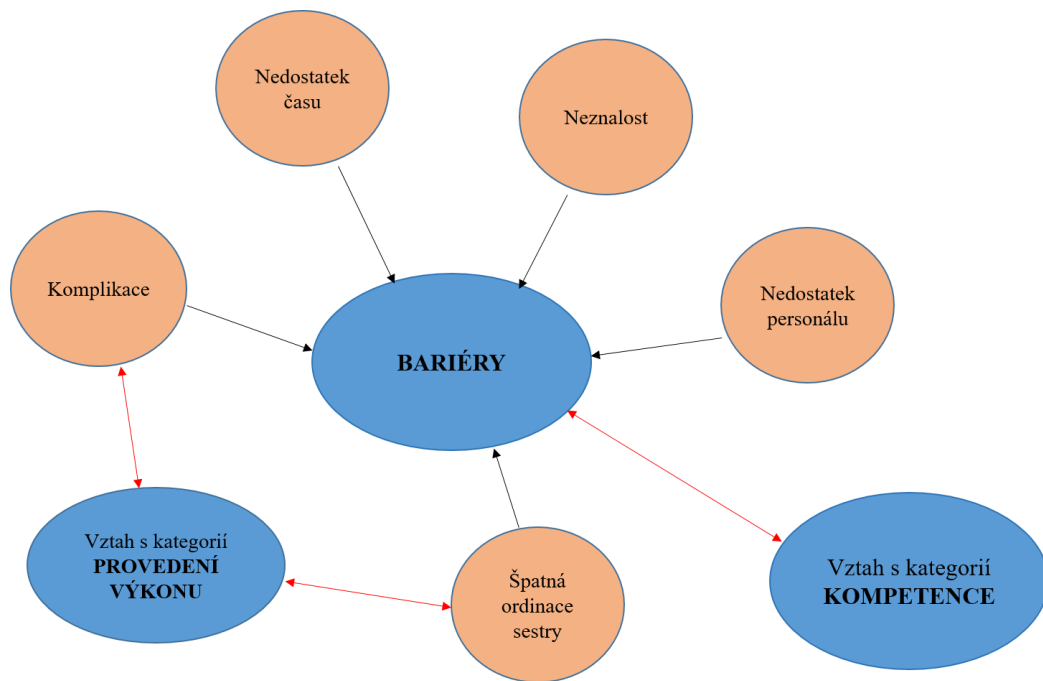 Nedostatek
času
Neznalost
Komplikace
Nedostatek
personálu
BARIÉRY
Vztah s kategorií
PROVEDENÍ
VÝKONU
Špatná
ordinace
sestry
Vztah s kategorií
KOMPETENCE